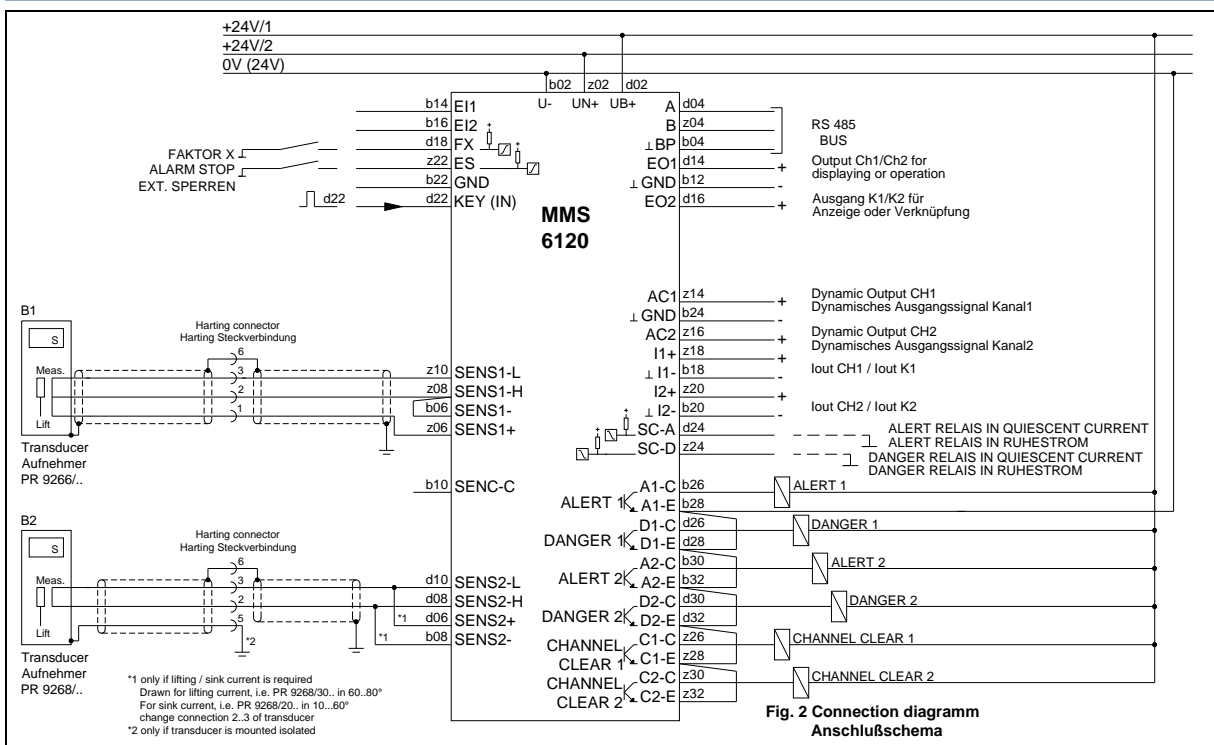 +24V/1
+24V/2
0V (24V)
b02 z02 d02
U- UN+ UB+
b14 EI1
b16 EI2
d18 FX
z22 ES
b22 GND
d22 KEY (IN)
FAKTOR X
ALARM STOP
EXT. SPERREN
d22
MMS
6120
A d04
B z04
⊥BP b04
EO1 d14
⊥GND b12
EO2 d16
RS 485
BUS
+ Output Ch1/Ch2 for
displaying or operation
-
+ Ausgang K1/K2 für
Anzeige oder Verknüpfung
AC1 z14
⊥GND b24
AC2 z16
I1+ z18
⊥ I1- b18
I2+ z20
⊥ I2- b20
SC-A d24
SC-D z24
+ Dynamic Output CH1
Dynamisches Ausgangssignal Kanal1
-
+ Dynamic Output CH2
Dynamisches Ausgangssignal Kanal2
+
- Iout CH1 / Iout K1
+
- Iout CH2 / Iout K2
ALERT RELAIS IN QUIESCENT CURRENT
ALERT RELAIS IN RUHESTROM
DANGER RELAIS IN QUIESCENT CURRENT
DANGER RELAIS IN RUHESTROM
B1
S
Meas.
Lift
Transducer
Aufnehmer
PR 9266/..
Harting connector
Harting Steckverbindung
6
3
2
1
z10 SENS1-L
z08 SENS1-H
b06 SENS1-
z06 SENS1+
b10 SENC-C
B2
S
Meas.
Lift
Transducer
Aufnehmer
PR 9268/..
Harting connector
Harting Steckverbindung
6
3
2
5
*2
*1
*1
d10 SENS2-L
d08 SENS2-H
d06 SENS2+
b08 SENS2-
ALERT 1 A1-C b26 ALERT 1
A1-E b28
DANGER 1 D1-C d26 DANGER 1
D1-E d28
ALERT 2 A2-C b30 ALERT 2
A2-E b32
DANGER 2 D2-C d30 DANGER 2
D2-E d32
CHANNEL CLEAR 1 C1-C z26 CHANNEL CLEAR 1
C1-E z28
CHANNEL CLEAR 2 C2-C z30 CHANNEL CLEAR 2
C2-E z32
*1 only if lifting / sink current is required
Drawn for lifting current, i.e. PR 9268/30.. in 60..80°
For sink current, i.e. PR 9268/20.. in 10...60°
change connection 2..3 of transducer
*2 only if transducer is mounted isolated
Fig. 2 Connection diagramm
Anschlußschema